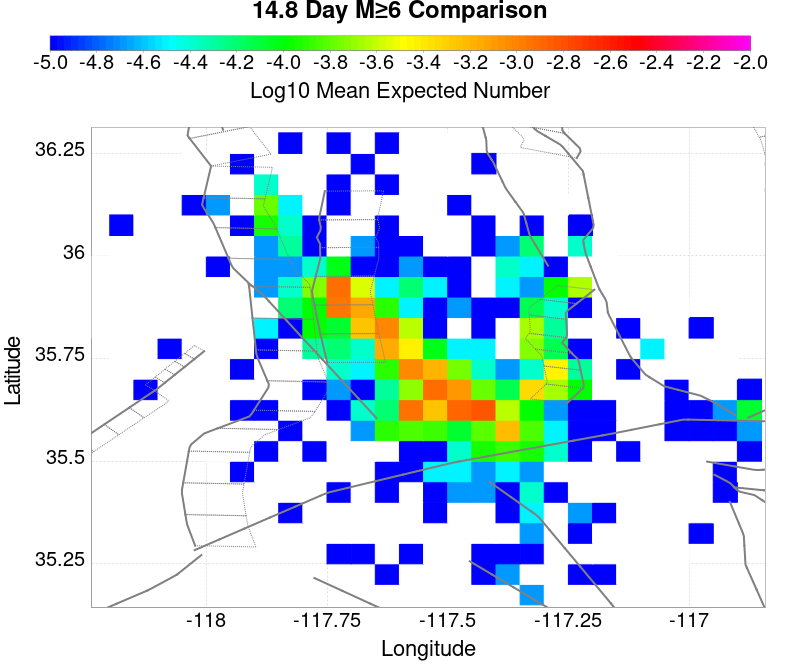 14.8 Day M≥6 Comparison
-5.0 -4.8 -4.6 -4.4 -4.2 -4.0 -3.8 -3.6 -3.4 -3.2 -3.0 -2.8 -2.6 -2.4 -2.2 -2.0
Log10 Mean Expected Number
36.25
36
35.75
35.5
35.25
Latitude
-118 -117.75 -117.5 -117.25 -117
Longitude